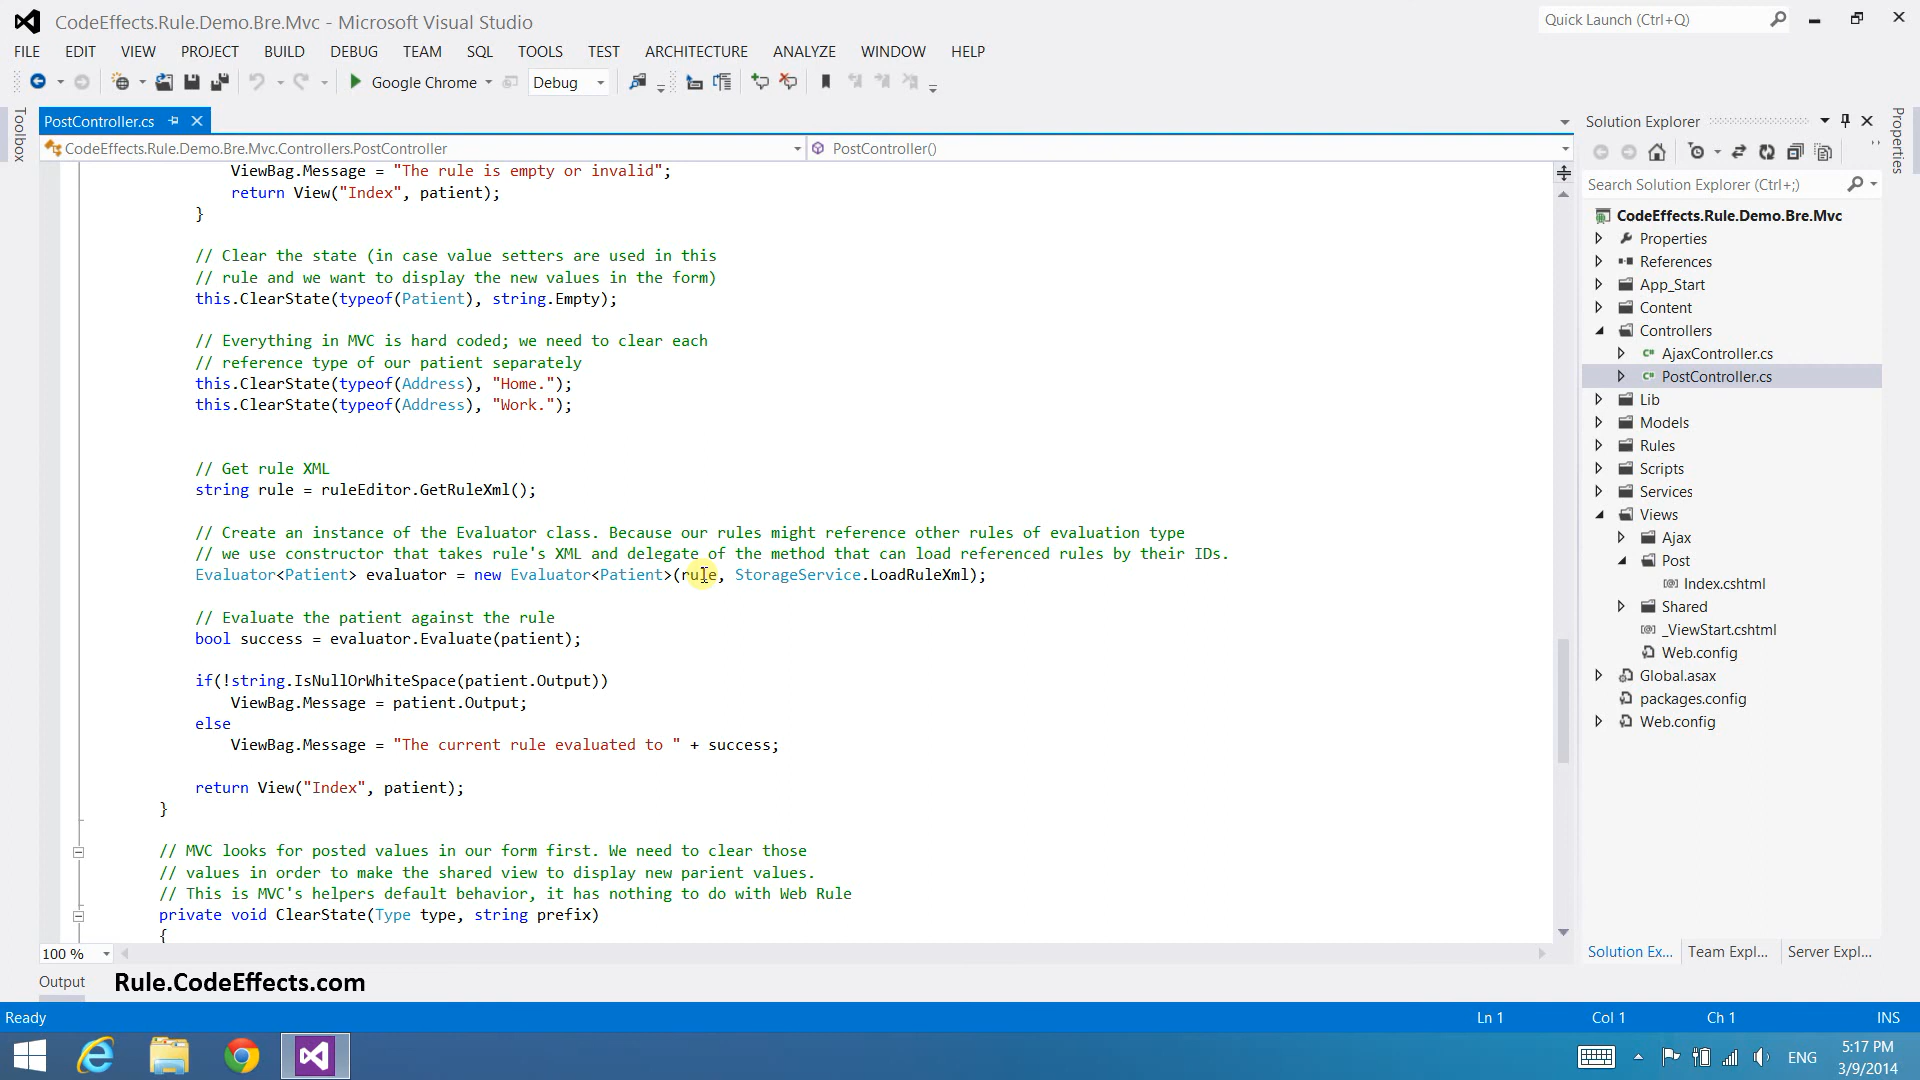 CodeEffects.Rule.Demo.Bre.Mvc - Microsoft Visual Studio
Quick Launch (Ctrl+Q)
FILE EDIT VIEW PROJECT BUILD DEBUG TEAM SQL TOOLS TEST ARCHITECTURE ANALYZE WINDOW HELP
Google Chrome Debug
Toolbox
PostController.cs
CodeEffects.Rule.Demo.Bre.Mvc.Controllers.PostController
PostController()
ViewBag.Message = "The rule is empty or invalid";
return View("Index", patient);
}
// Clear the state (in case value setters are used in this
// rule and we want to display the new values in the form)
this.ClearState(typeof(Patient), string.Empty);
// Everything in MVC is hard coded; we need to clear each
// reference type of our patient separately
this.ClearState(typeof(Address), "Home.");
this.ClearState(typeof(Address), "Work.");
// Get rule XML
string rule = ruleEditor.GetRuleXml();
// Create an instance of the Evaluator class. Because our rules might reference other rules of evaluation type
// we use constructor that takes rule's XML and delegate of the method that can load referenced rules by their IDs.
Evaluator<Patient> evaluator = new Evaluator<Patient>(rule, StorageService.LoadRuleXml);
// Evaluate the patient against the rule
bool success = evaluator.Evaluate(patient);
if(!string.IsNullOrWhiteSpace(patient.Output))
ViewBag.Message = patient.Output;
else
ViewBag.Message = "The current rule evaluated to " + success;
return View("Index", patient);
}
// MVC looks for posted values in our form first. We need to clear those
// values in order to make the shared view to display new parient values.
// This is MVC's helpers default behavior, it has nothing to do with Web Rule
private void ClearState(Type type, string prefix)
{
100 %
Output
Rule.CodeEffects.com
Solution Explorer
Search Solution Explorer (Ctrl+;)
CodeEffects.Rule.Demo.Bre.Mvc
Properties
References
App_Start
Content
Controllers
AjaxController.cs
PostController.cs
Lib
Models
Rules
Scripts
Services
Views
Ajax
Post
Index.cshtml
Shared
_ViewStart.cshtml
Web.config
Global.asax
packages.config
Web.config
Solution Ex... Team Expl... Server Expl...
Properties
Ready
Ln 1 Col 1 Ch 1 INS
ENG
5:17 PM
3/9/2014